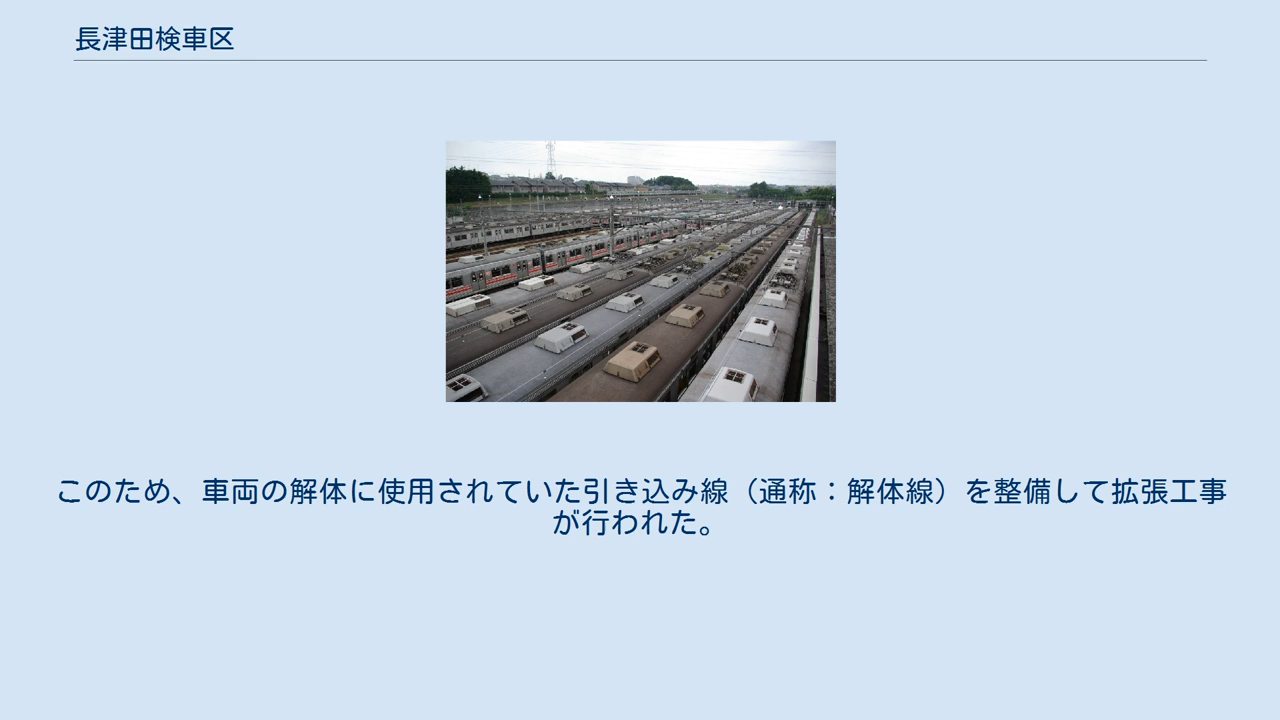 長津田検車区
このため、車両の解体に使用されていた引き込み線（通称：解体線）を整備して拡張工事
が行われた。